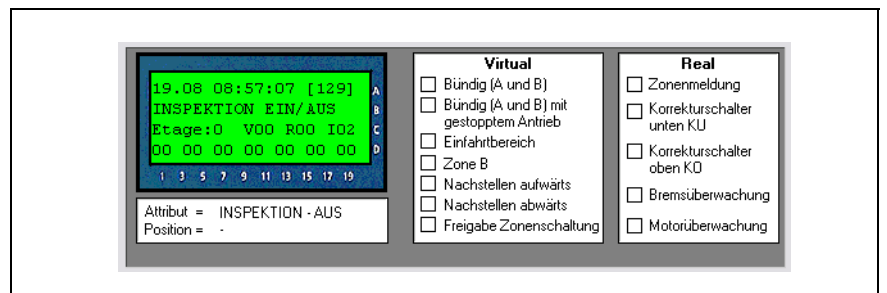 19.08 08:57:07 [129]
INSPEKTION EIN/AUS
Etage:0 V00 R00 I02
00 00 00 00 00 00 00
A
B
C
D
1 3 5 7 9 11 13 15 17 19
Attribut = INSPEKTION - AUS
Position = -
Virtual
Bündig (A und B)
Bündig (A und B) mit
gestopptem Antrieb
Einfahrtbereich
Zone B
Nachstellen aufwärts
Nachstellen abwärts
Freigabe Zonenschaltung
Real
Zonenmeldung
Korrekturschalter
unten KU
Korrekturschalter
oben KO
Bremsüberwachung
Motorüberwachung